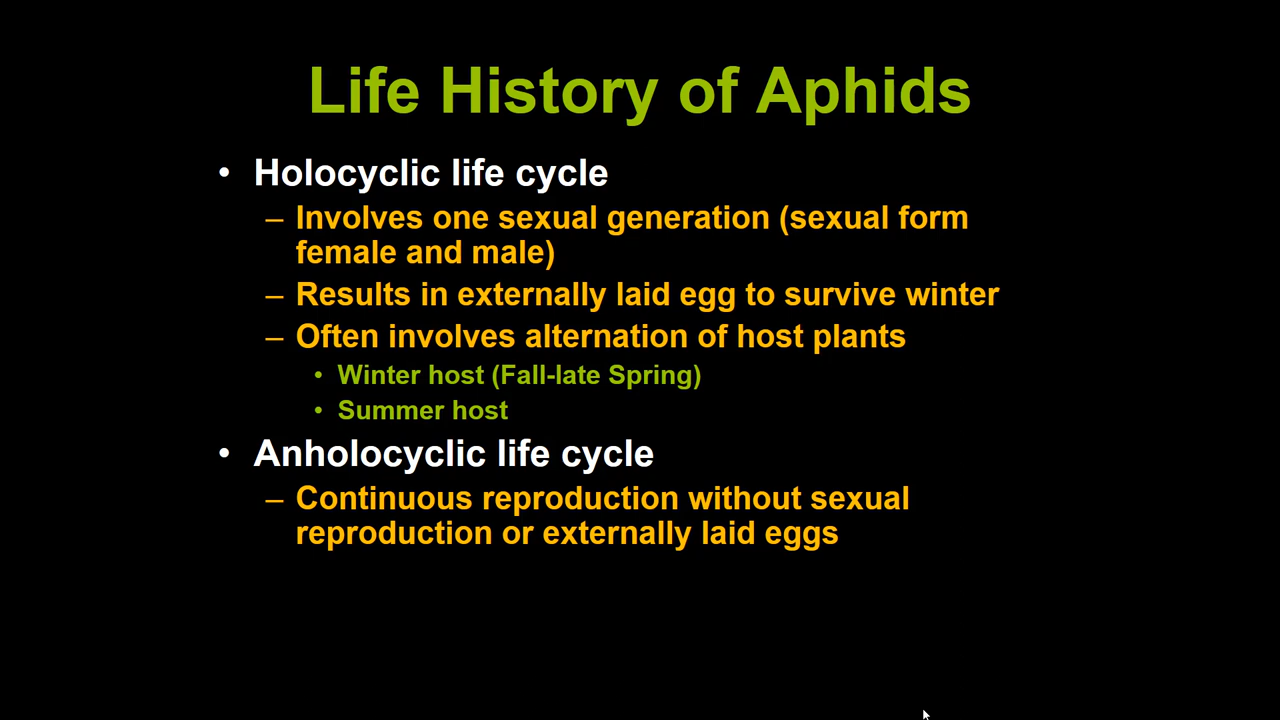 Life History of Aphids
• Holocyclic life cycle
– Involves one sexual generation (sexual form
female and male)
– Results in externally laid egg to survive winter
– Often involves alternation of host plants
• Winter host (Fall-late Spring)
• Summer host
• Anholocyclic life cycle
– Continuous reproduction without sexual
reproduction or externally laid eggs